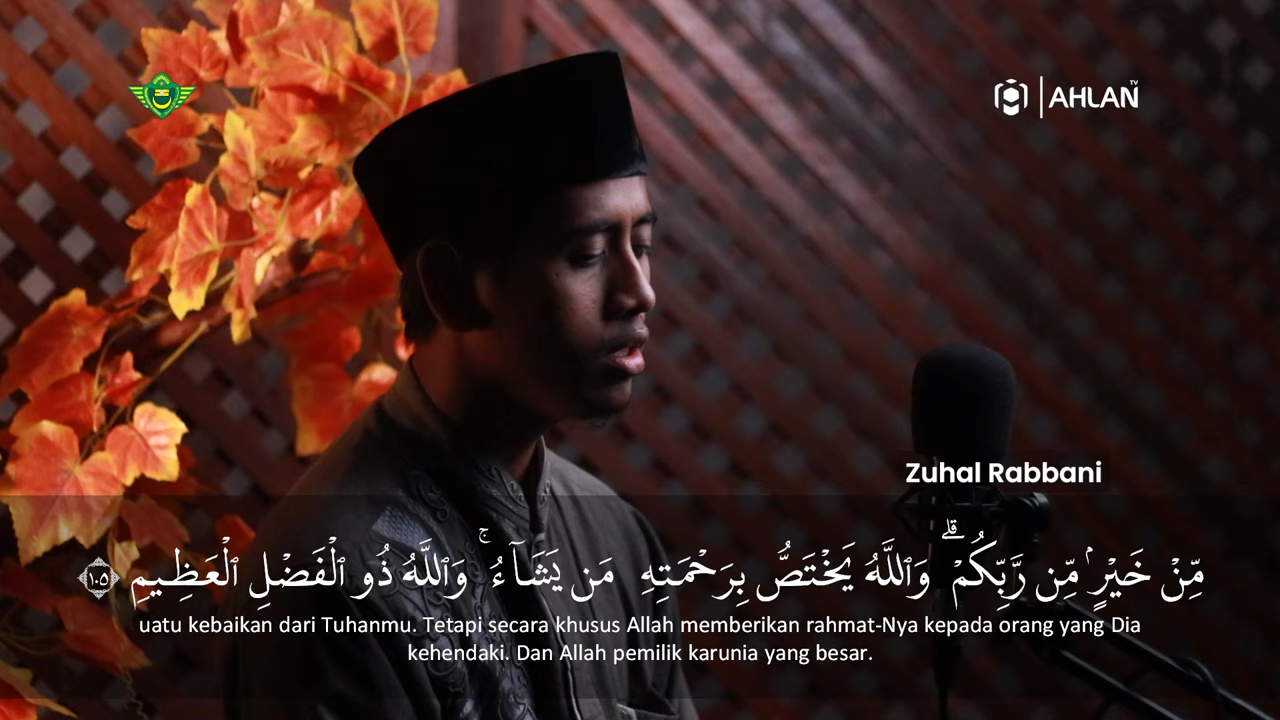 AHLAN TV
Zuhal Rabbani
مِّنْ خَيْرٍ مِّن رَّبِّكُمْ ۗ وَٱللَّهُ يَخْتَصُّ بِرَحْمَتِهِ مَن يَشَآءُ ۚ وَٱللَّهُ ذُو ٱلْفَضْلِ ٱلْعَظِيمِ ١٠٥
uatu kebaikan dari Tuhanmu. Tetapi secara khusus Allah memberikan rahmat-Nya kepada orang yang Dia
kehendaki. Dan Allah pemilik karunia yang besar.